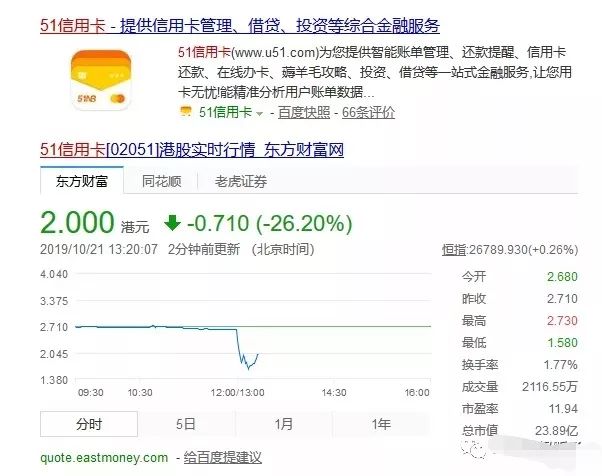 51信用卡 - 提供信用卡管理、借贷、投资等综合金融服务
51信用卡(www.u51.com)为您提供智能账单管理、还款提醒、信用卡
还款、在线办卡、薅羊毛攻略、投资、借贷等一站式金融服务,让您用
卡无忧!能精准分析用户账单数据...
51信用卡 - 百度快照 - 66条评价
51信用卡[02051]港股实时行情_东方财富网
东方财富 同花顺 老虎证券
2.000 港元 -0.710 (-26.20%)
2019/10/21 13:20:07 2分钟前更新 (北京时间) 恒指:26789.930(+0.26%)
4.040
3.375
2.710
2.045
1.380
09:30 10:30 12:00/13:00 14:30 16:00
今开 2.680
昨收 2.710
最高 2.730
最低 1.580
换手率 1.77%
成交量 2116.55万
市盈率 11.94
总市值 23.89亿
分时 5日 1月 1年
quote.eastmoney.com - 给百度提建议